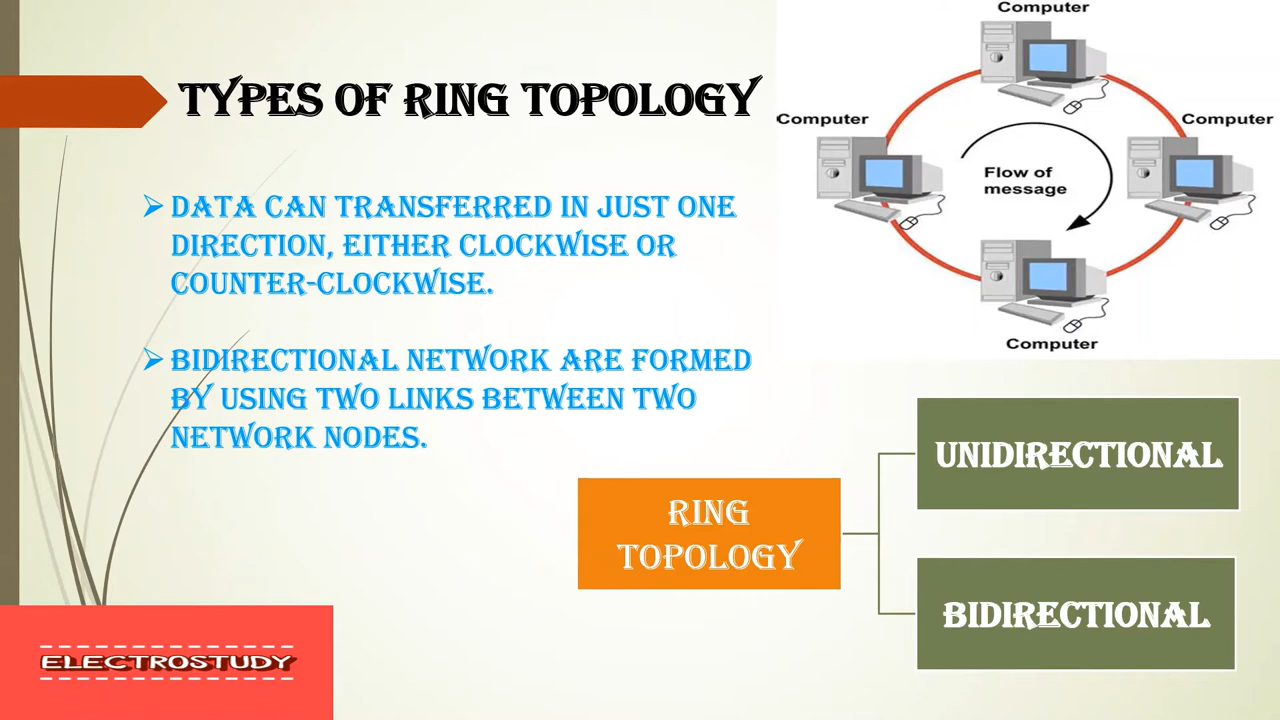 TYPES OF RING TOPOLOGY
DATA CAN TRANSFERRED IN JUST ONE
DIRECTION, EITHER CLOCKWISE OR
COUNTER-CLOCKWISE.
BIDIRECTIONAL NETWORK ARE FORMED
BY USING TWO LINKS BETWEEN TWO
NETWORK NODES.
Computer
Computer
Computer
Flow of
message
Computer
RING
TOPOLOGY
UNIDIRECTIONAL
BIDIRECTIONAL
ELECTROSTUDY